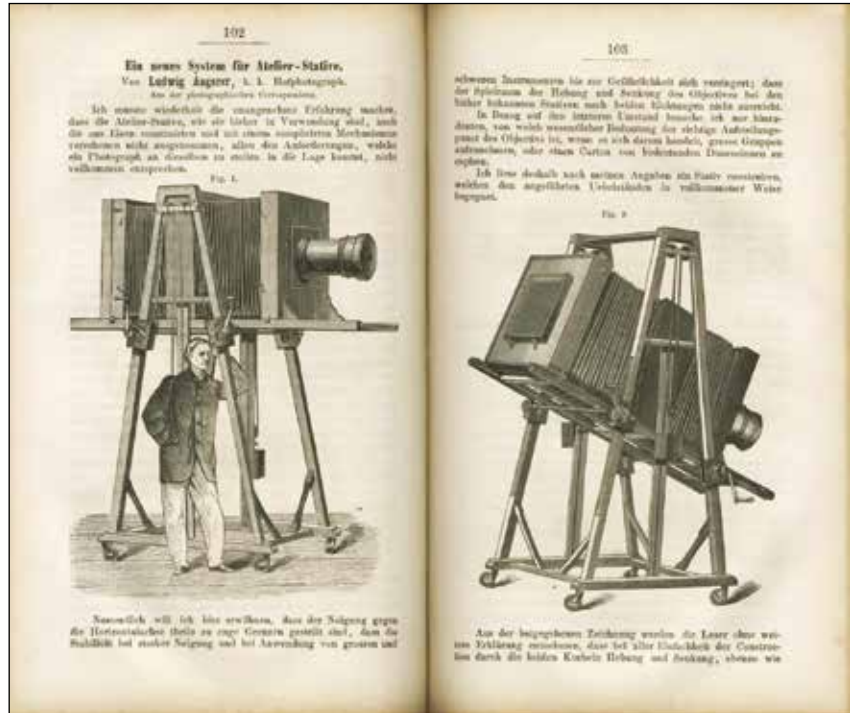 102
Ein neues System für Atelier-Stative.
Von Ludwig Angerer, k. k. Hofphotograph.
Aus der photographischen Correspondenz.
Ich musste wiederholt die unangenehme Erfahrung machen,
dass die Atelier-Stative, wie sie bisher in Verwendung sind, auch
die aus Eisen construirten und mit einem completten Mechanismus
versehenen nicht ausgenommen, allen den Anforderungen, welche
ein Photograph an dieselben zu stellen in die Lage kommt, nicht
vollkommen entsprechen.
Fig. 1.
Namentlich will ich hier erwähnen, dass der Neigung gegen
die Horizontalachse theils zu enge Grenzen gestellt sind, dass die
Stabilität bei starker Neigung und bei Anwendung von grossen und
103
schweren Instrumenten bis zur Gefährlichkeit sich verringert; dass
der Spielraum der Hebung und Senkung des Objectives bei den
bisher bekannten Stativen nach beiden Richtungen nicht ausreicht.
In Bezug auf den letzteren Umstand brauche ich nur hinzu-
deuten, von welch wesentlicher Bedeutung der richtige Aufstellungs-
punct des Objectivs ist, wenn es sich darum handelt, grosse Gruppen
aufzunehmen, oder einen Carton von bedeutenden Dimensionen zu
copiren.
Ich liess deshalb nach meinen Angaben ein Stativ construiren,
welches den angeführten Uebelständen in vollkommener Weise
begegnet.
Fig. 2
Aus der beigegebenen Zeichnung werden die Leser ohne wei-
tere Erklärung entnehmen, dass bei aller Einfachheit der Construc-
tion durch die beiden Kurbeln Hebung und Senkung, ebenso wie